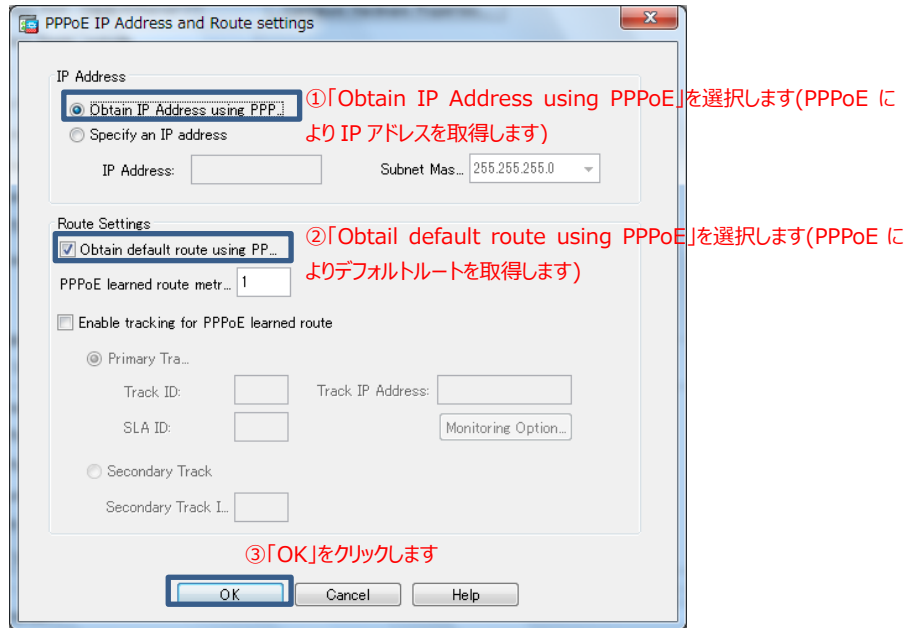 PPPoE IP Address and Route settings
IP Address
Obtain IP Address using PPP..
①「Obtain IP Address using PPPoE」を選択します(PPPoE に
より IP アドレスを取得します)
Specify an IP address
IP Address:
Subnet Mas... 255.255.255.0
Route Settings
Obtain default route using PP...
②「Obtail default route using PPPoE」を選択します(PPPoE に
よりデフォルトルートを取得します)
PPPoE learned route metr... 1
Enable tracking for PPPoE learned route
Primary Tra...
Track ID:
Track IP Address:
SLA ID:
Monitoring Option...
Secondary Track
Secondary Track I...
③「OK」をクリックします
OK Cancel Help